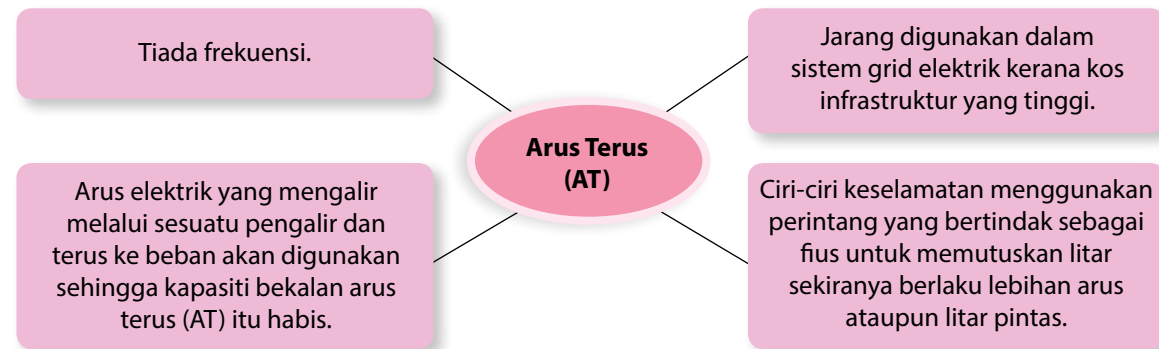 Tiada frekuensi.
Jarang digunakan dalam
sistem grid elektrik kerana kos
infrastruktur yang tinggi.
Arus Terus
(AT)
Arus elektrik yang mengalir
melalui sesuatu pengalir dan
terus ke beban akan digunakan
sehingga kapasiti bekalan arus
terus (AT) itu habis.
Ciri-ciri keselamatan menggunakan
perintang yang bertindak sebagai
fius untuk memutuskan litar
sekiranya berlaku lebihan arus
ataupun litar pintas.